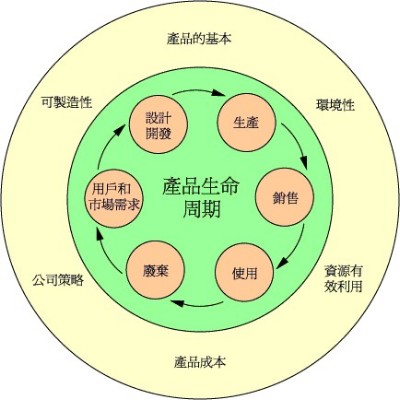 產品的基本
可製造性
環境性
設計
開發
生產
用戶和
市場需求
產品生命
周期
銷售
廢棄
使用
公司策略
資源有
效利用
產品成本